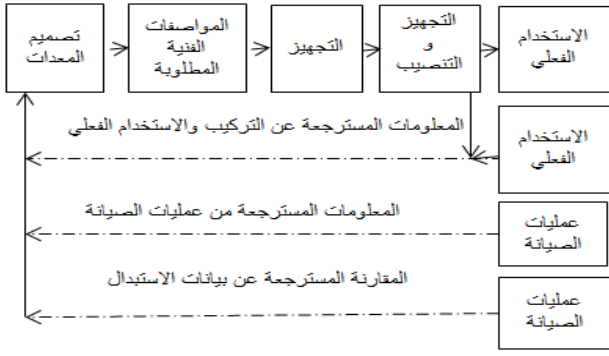 تصميم
المعدات
المواصفات
الفنية
المطلوبة
التجهيز
التجهيز
و
التنصيب
الاستخدام
الفعلي
المعلومات المسترجعة عن التركيب والاستخدام الفعلي
الاستخدام
الفعلي
المعلومات المسترجعة من عمليات الصيانة
عمليات
الصيانة
المقارنة المسترجعة عن بيانات الاستبدال
عمليات
الصيانة